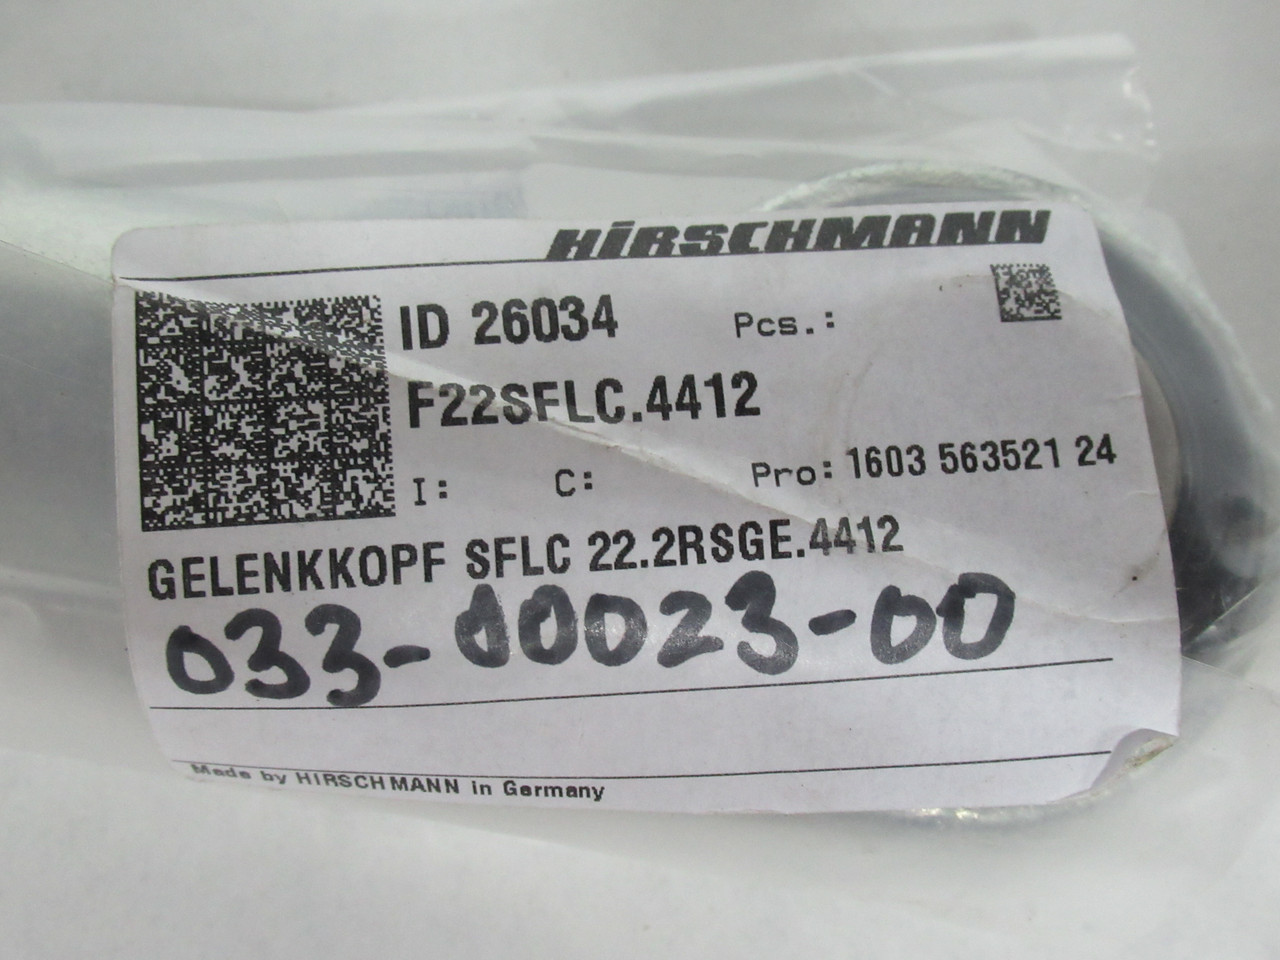 HIRSCHMANN
ID 26034 Pcs.:
F22SFLC.4412
I: C: Pro: 1603 563521 24
GELENKKOPF SFLC 22.2RSGE.4412
033-00023-00
Made by HIRSCHMANN in Germany